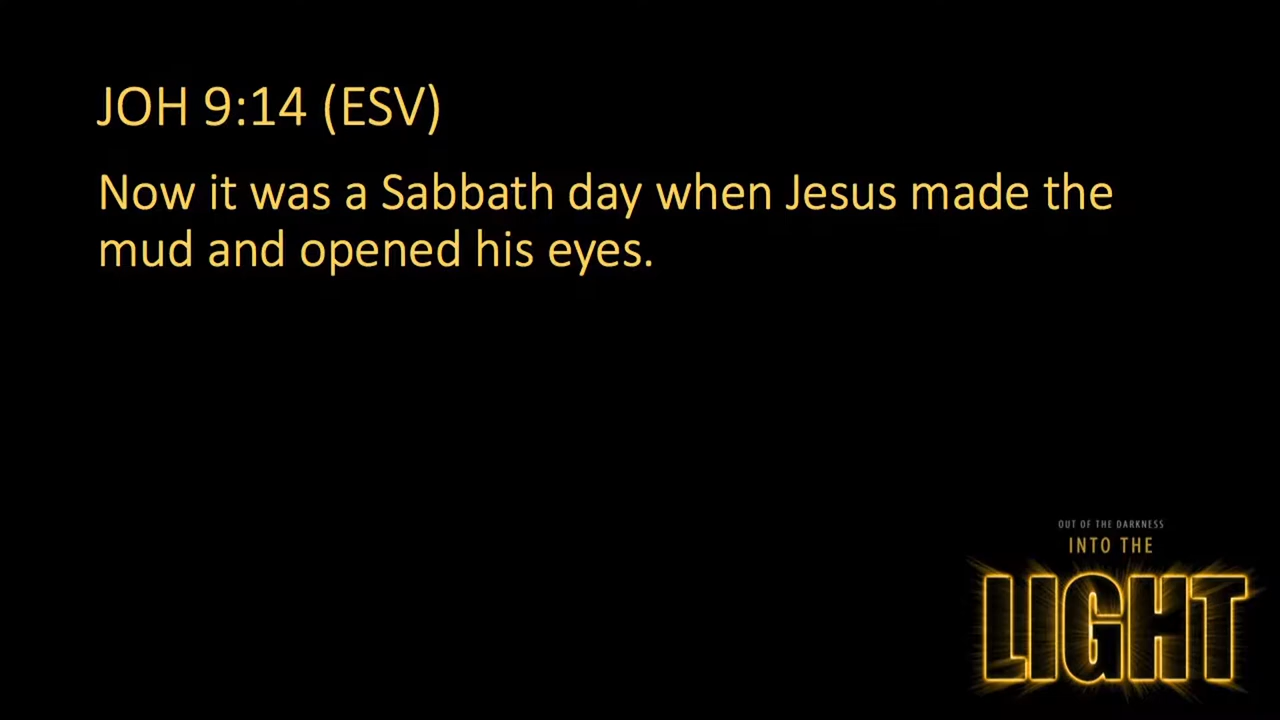 JOH 9:14 (ESV)
Now it was a Sabbath day when Jesus made the
mud and opened his eyes.
OUT OF THE DARKNESS
INTO THE
LIGHT